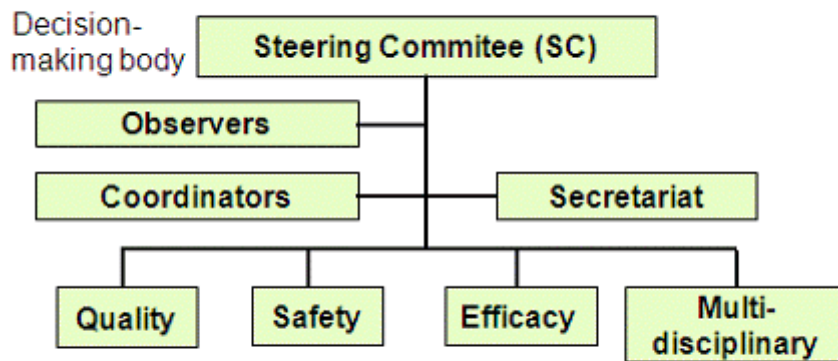 Decision-
making body
Steering Commitee (SC)
Observers
Coordinators
Secretariat
Quality
Safety
Efficacy
Multi-
disciplinary